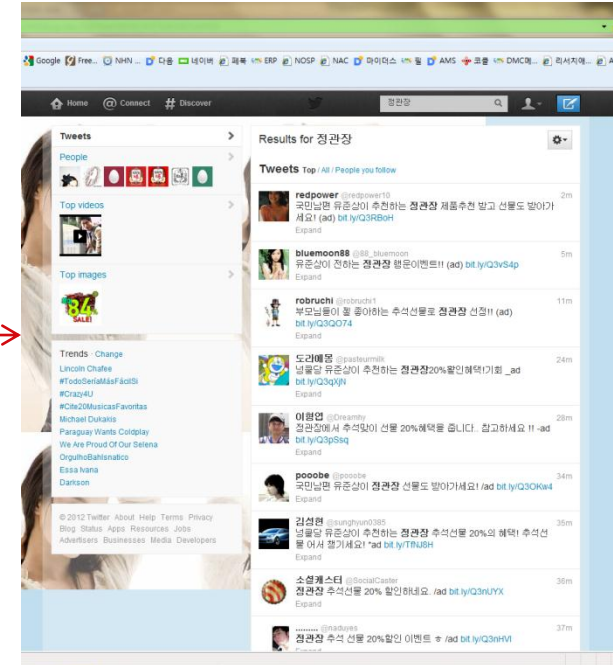 Google Free... NHN ... 다음 네이버 페북 ERP NOSP NAC 마이더스 웜 AMS 코클 DMC메... 리서치애...
Home @ Connect # Discover 정관장
Tweets
People
Top videos
Top images
84
SALE!
Trends · Change
Lincoln Chafee
#TodoSeríaMásFácilSi
#Crazy4U
#Cite20MusicasFavoritas
Michael Dukakis
Paraguay Wants Coldplay
We Are Proud Of Our Selena
OrgulhoBahIsnatico
Essa Ivana
Darkson
© 2012 Twitter About Help Terms Privacy
Blog Status Apps Resources Jobs
Advertisers Businesses Media Developers
Results for 정관장
Tweets Top / All / People you follow
redpower @redpower10 2m
국민남편 유준상이 추천하는 정관장 제품추천 받고 선물도 받아가
세요! (ad) bit.ly/Q3RBoH
Expand
bluemoon88 @88_bluemoon 5m
유준상이 전하는 정관장 행운이벤트!! (ad) bit.ly/Q3vS4p
Expand
robruchi @robruchi1 11m
부모님들이 젤 좋아하는 추석선물로 정관장 선정!! (ad)
bit.ly/Q3QO74
Expand
도라에몽 @pasteurmilk 24m
넝쿨당 유준상이 추천하는 정관장20%할인혜택!기회 _ad
bit.ly/Q3qXjN
Expand
이형엽 @Dreamhy 28m
정관장에서 추석맞이 선물 20%혜택을 줍니다.. 참고하세요 !! -ad
bit.ly/Q3pSsq
Expand
pooobe @pooobe 34m
국민남편 유준상이 정관장 선물도 받아가세요! /ad bit.ly/Q3OKw4
Expand
김성현 @sunghyun0385 35m
넝쿨당 유준상이 추천하는 정관장 추석선물 20%의 혜택! 추석선
물 어서 챙기세요! *ad bit.ly/TfNJ8H
Expand
소셜캐스터 @SocialCaster 36m
정관장 추석선물 20% 할인하네요. /ad bit.ly/Q3nUYX
Expand
......... @naduyes 37m
정관장 추석 선물 20%할인 이벤트 ㅎ /ad bit.ly/Q3nHVl
Expand